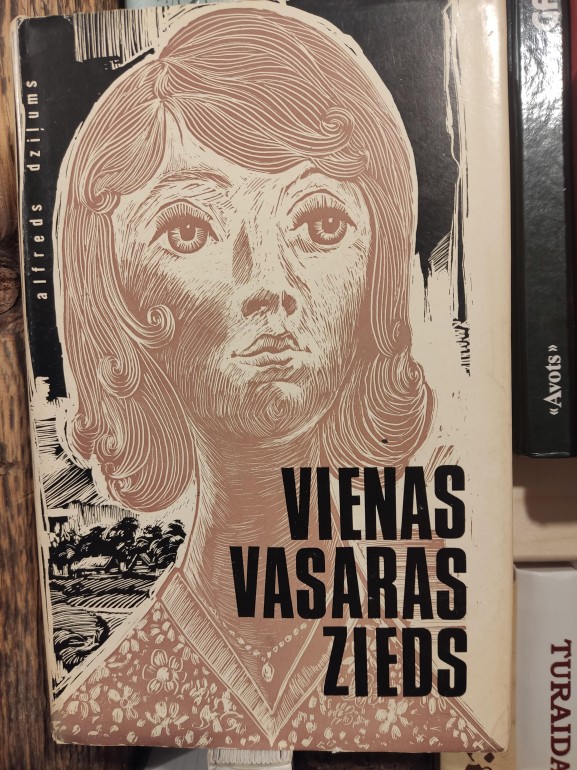 alfreds dziļums
VIENAS
VASARAS
ZIEDS
«Avots»
TURAIDA